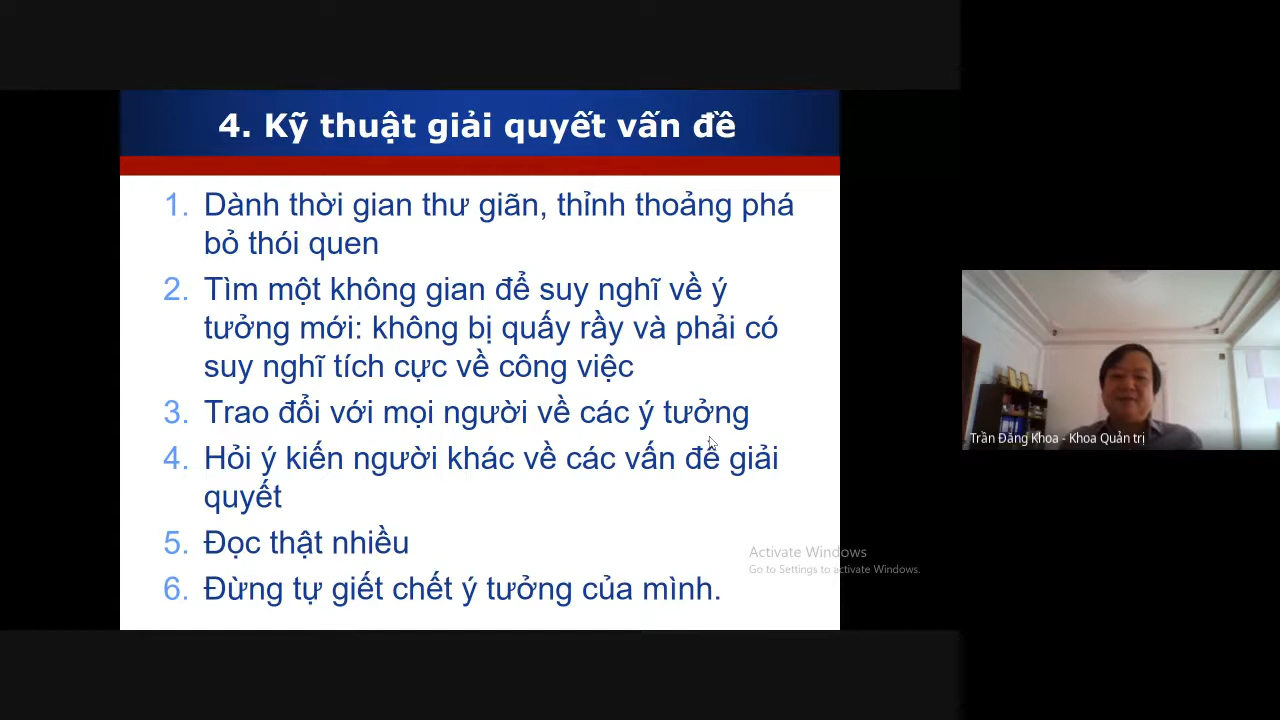 4. Kỹ thuật giải quyết vấn đề
1. Dành thời gian thư giãn, thỉnh thoảng phá
bỏ thói quen
2. Tìm một không gian để suy nghĩ về ý
tưởng mới: không bị quấy rầy và phải có
suy nghĩ tích cực về công việc
3. Trao đổi với mọi người về các ý tưởng
4. Hỏi ý kiến người khác về các vấn đề giải
quyết
5. Đọc thật nhiều
6. Đừng tự giết chết ý tưởng của mình.
Activate Windows
Go to Settings to activate Windows.
Trần Đăng Khoa - Khoa Quản trị